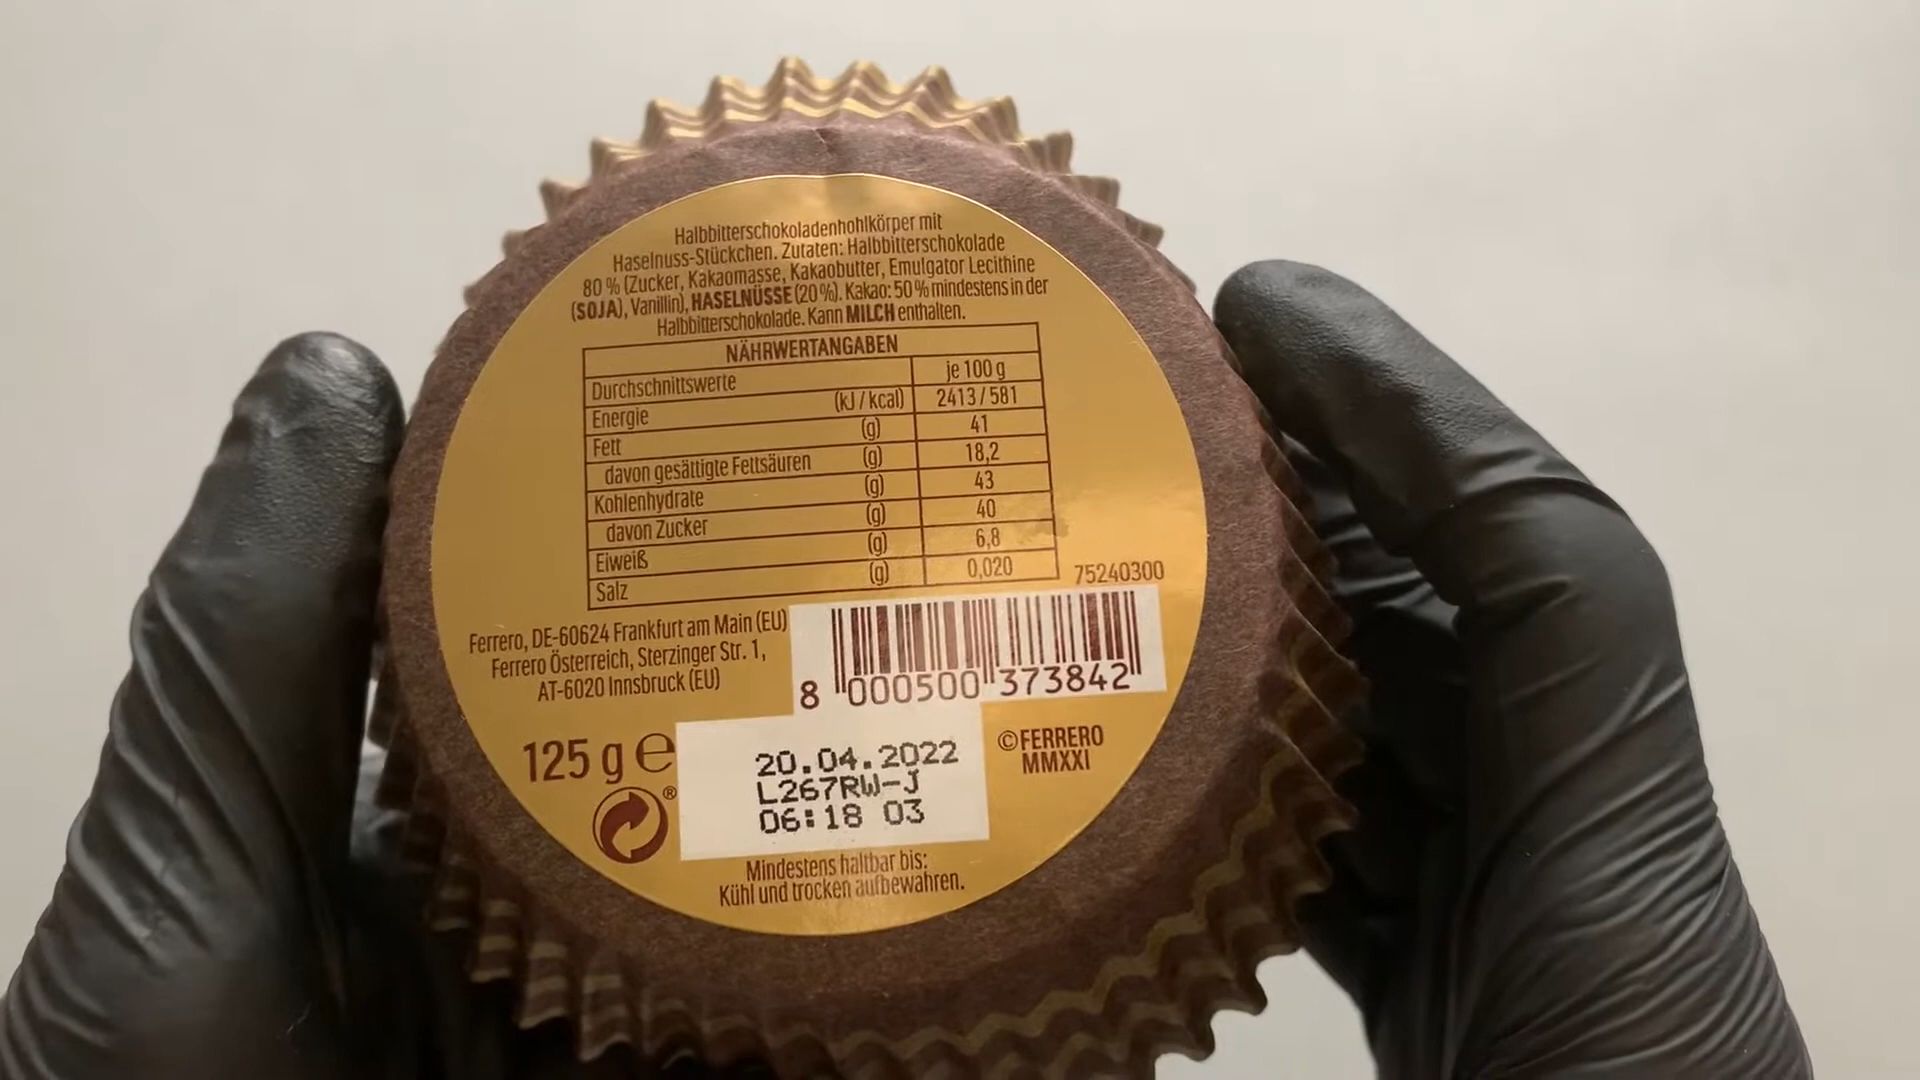 Halbbitterschokoladenhohlkörper mit
Haselnuss-Stückchen. Zutaten: Halbbitterschokolade
80 % (Zucker, Kakaomasse, Kakaobutter, Emulgator Lecithine
(SOJA), Vanillin), HASELNÜSSE (20 %). Kakao: 50 % mindestens in der
Halbbitterschokolade. Kann MILCH enthalten.
NÄHRWERTANGABEN
Durchschnittswerte je 100 g
Energie (kJ / kcal) 2413 / 581
Fett (g) 41
davon gesättigte Fettsäuren (g) 18,2
Kohlenhydrate (g) 43
davon Zucker (g) 40
Eiweiß (g) 6,8
Salz (g) 0,020
75240300
Ferrero, DE-60624 Frankfurt am Main (EU)
Ferrero Österreich, Sterzinger Str. 1,
AT-6020 Innsbruck (EU)
8 000500 373842
125 g e
®
20.04.2022
L267RW-J
06:18 03
©FERRERO
MMXXI
Mindestens haltbar bis:
Kühl und trocken aufbewahren.